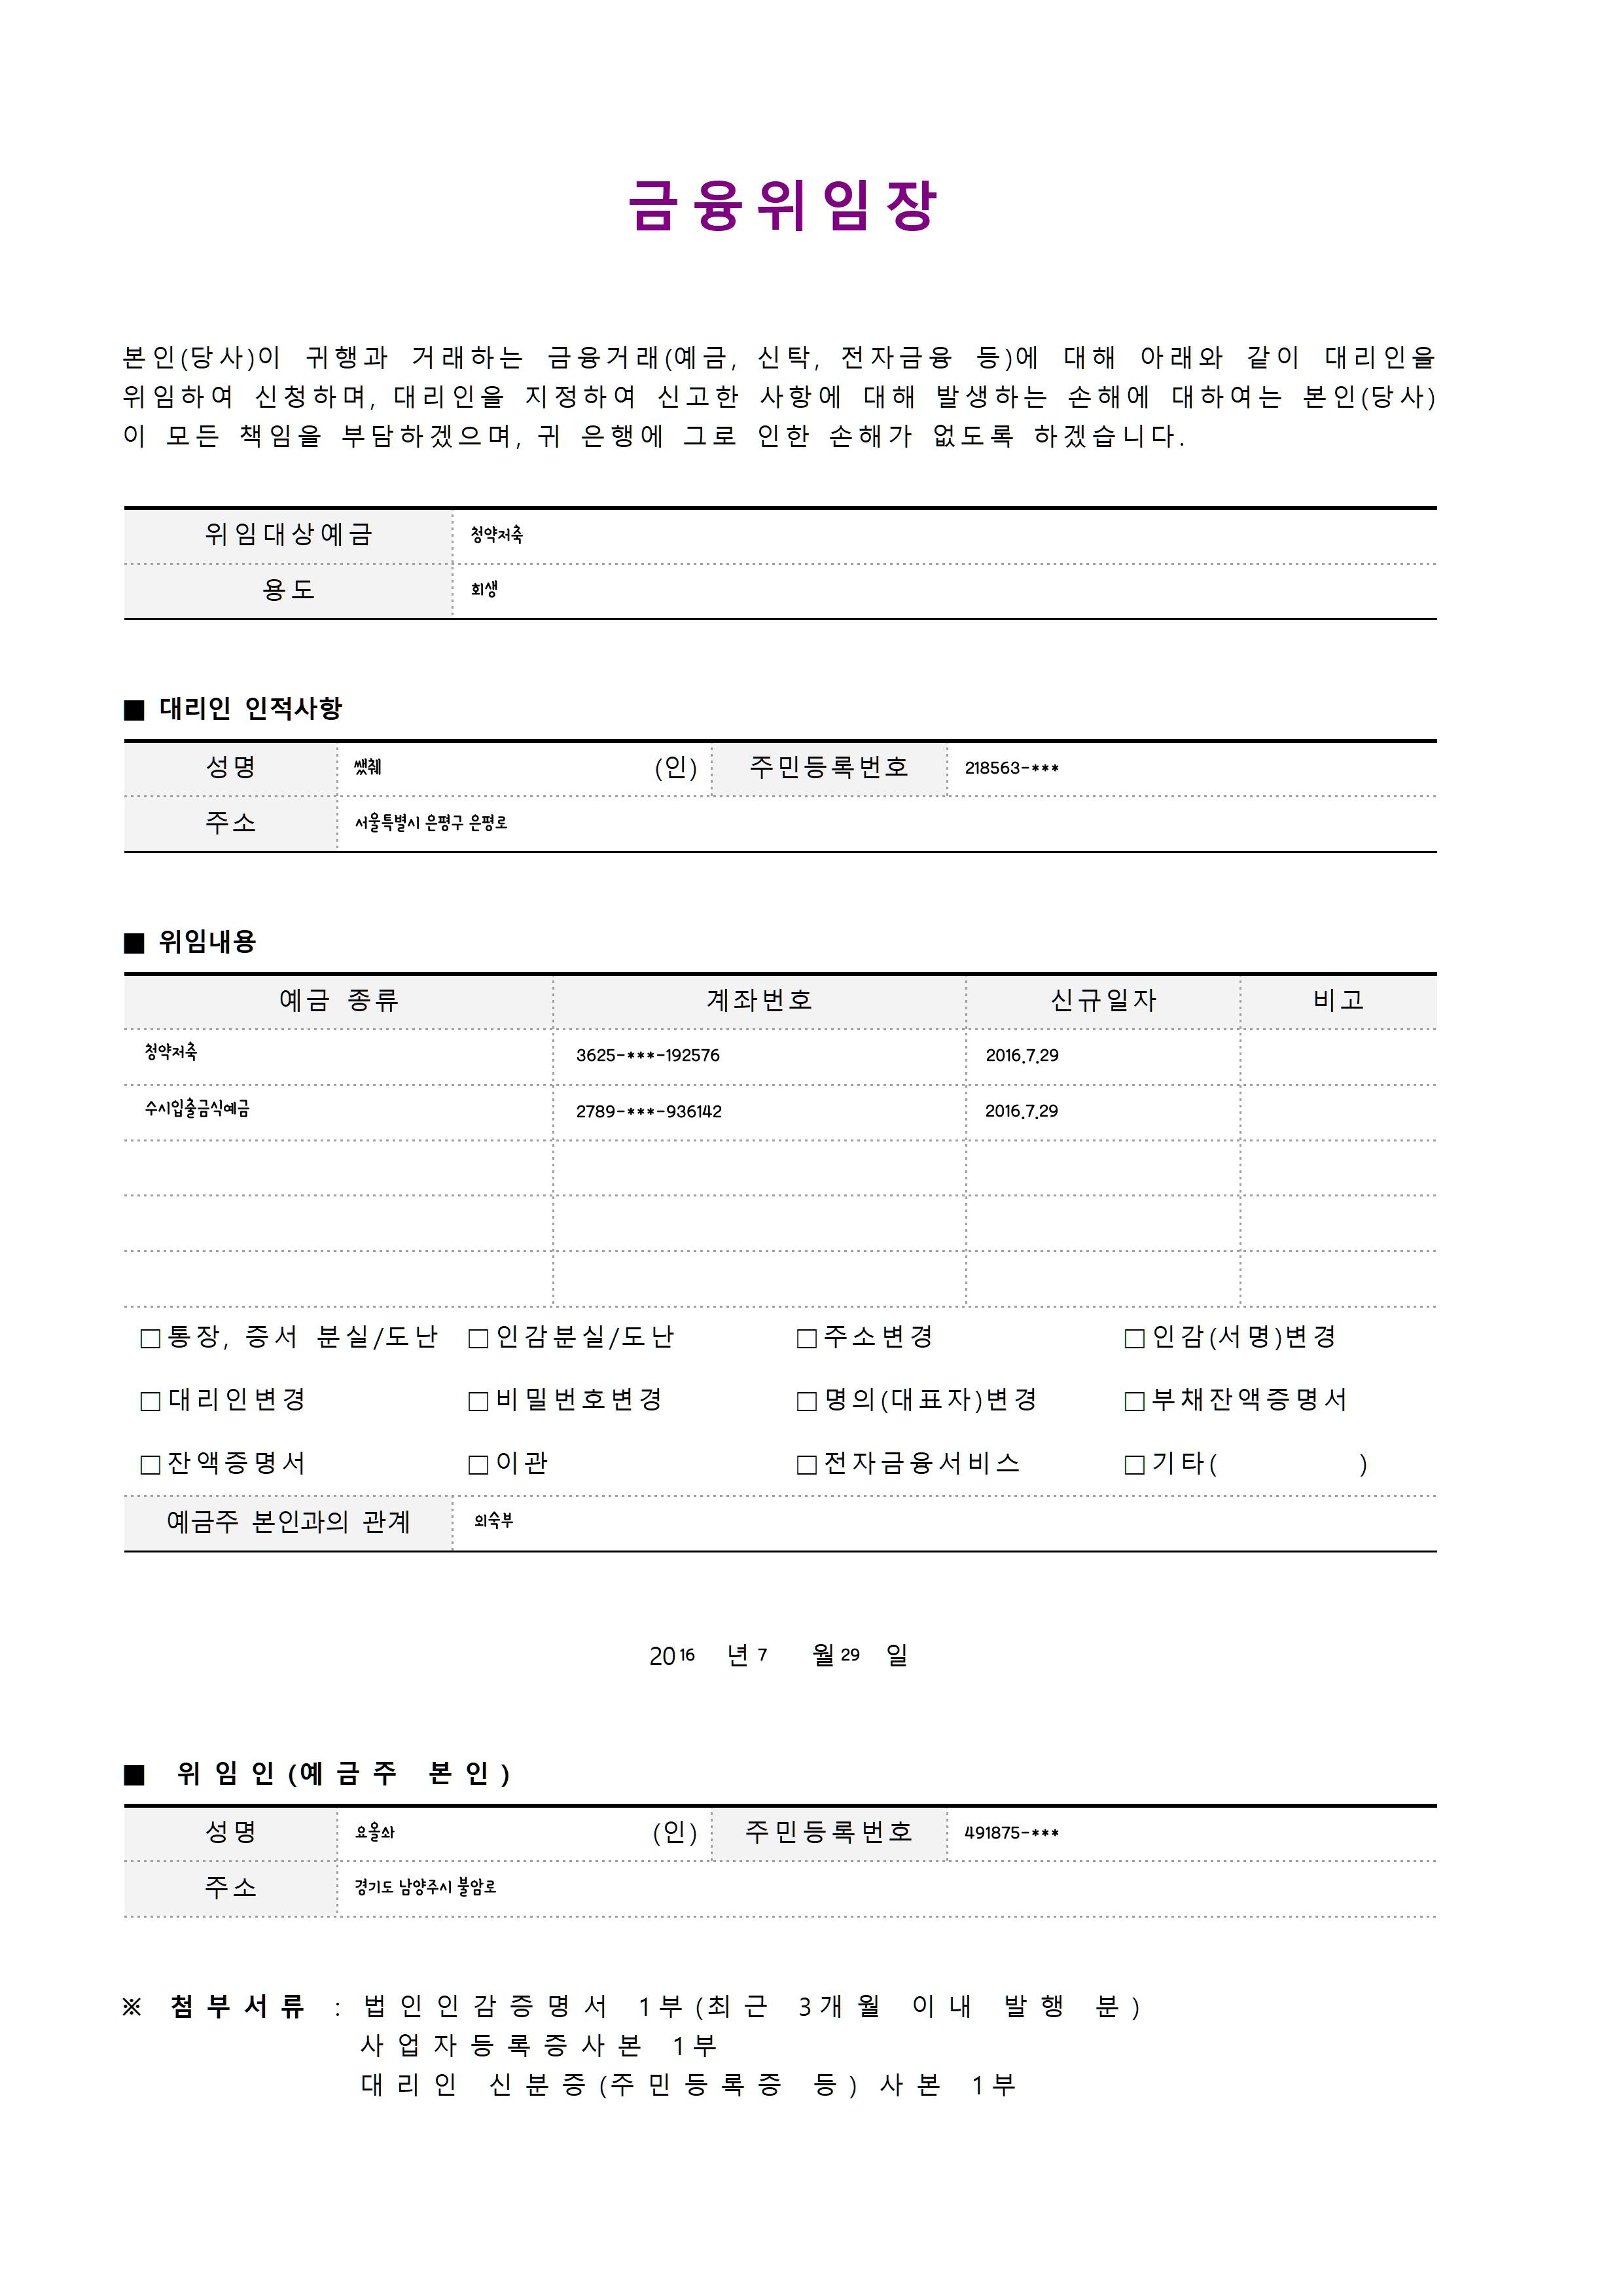 금융위임장
본인(당사)이 귀행과 거래하는 금융거래(예금, 신탁, 전자금융 등)에 대해 아래와 같이 대리인을
위임하여 신청하며, 대리인을 지정하여 신고한 사항에 대해 발생하는 손해에 대하여는 본인(당사)
이 모든 책임을 부담하겠으며, 귀 은행에 그로 인한 손해가 없도록 하겠습니다.
위임대상예금 청약저축
용도 회생
■ 대리인 인적사항
성명 쌨췌 (인) 주민등록번호 218563-***
주소 서울특별시 은평구 은평로
■ 위임내용
예금 종류 계좌번호 신규일자 비고
청약저축 3625-***-192576 2016.7.29
수시입출금식예금 2789-***-936142 2016.7.29
□통장, 증서 분실/도난 □인감분실/도난 □주소변경 □인감(서명)변경
□대리인변경 □비밀번호변경 □명의(대표자)변경 □부채잔액증명서
□잔액증명서 □이관 □전자금융서비스 □기타( )
예금주 본인과의 관계 외숙부
2016 년 7 월 29 일
■ 위임인(예금주 본인)
성명 요올솨 (인) 주민등록번호 491875-***
주소 경기도 남양주시 불암로
※ 첨부서류 : 법인인감증명서 1부(최근 3개월 이내 발행 분)
사업자등록증사본 1부
대리인 신분증(주민등록증 등) 사본 1부